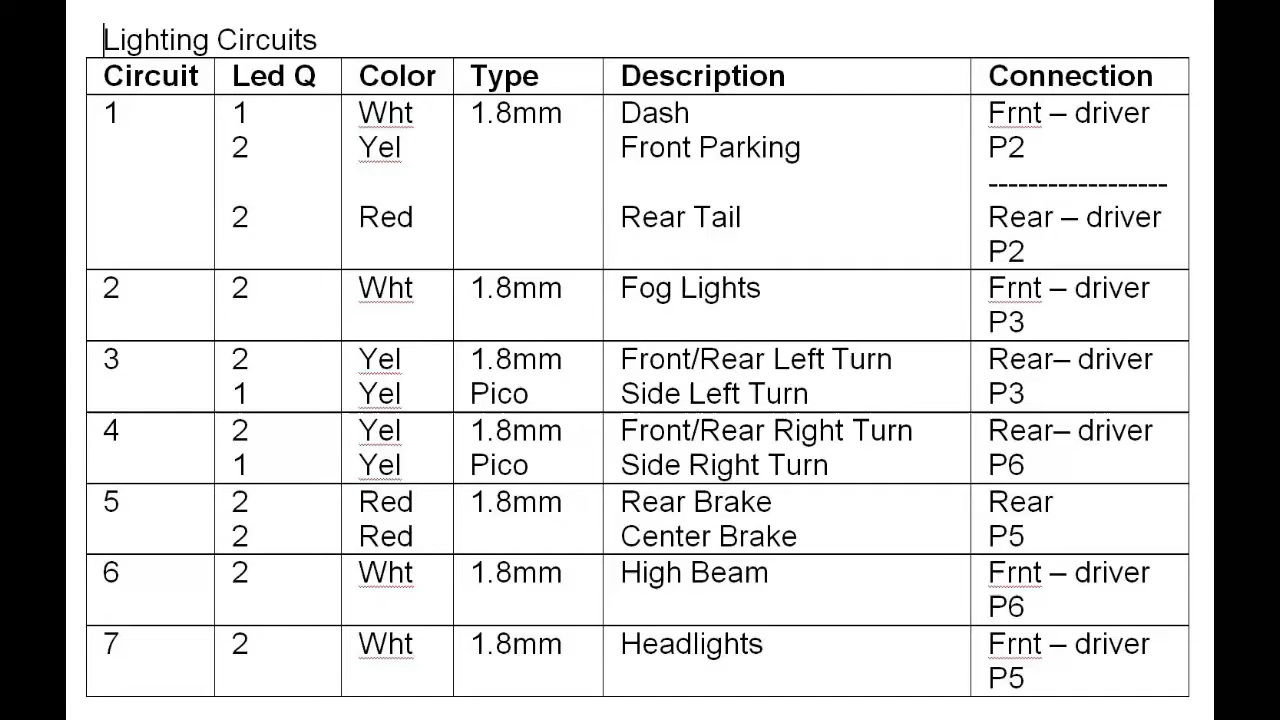 Lighting Circuits
Circuit Led Q Color Type Description Connection
1 1 Wht 1.8mm Dash Frnt – driver
2 Yel Front Parking P2
------------------
2 Red Rear Tail Rear – driver
P2
2 2 Wht 1.8mm Fog Lights Frnt – driver
P3
3 2 Yel 1.8mm Front/Rear Left Turn Rear– driver
1 Yel Pico Side Left Turn P3
4 2 Yel 1.8mm Front/Rear Right Turn Rear– driver
1 Yel Pico Side Right Turn P6
5 2 Red 1.8mm Rear Brake Rear
2 Red Center Brake P5
6 2 Wht 1.8mm High Beam Frnt – driver
P6
7 2 Wht 1.8mm Headlights Frnt – driver
P5